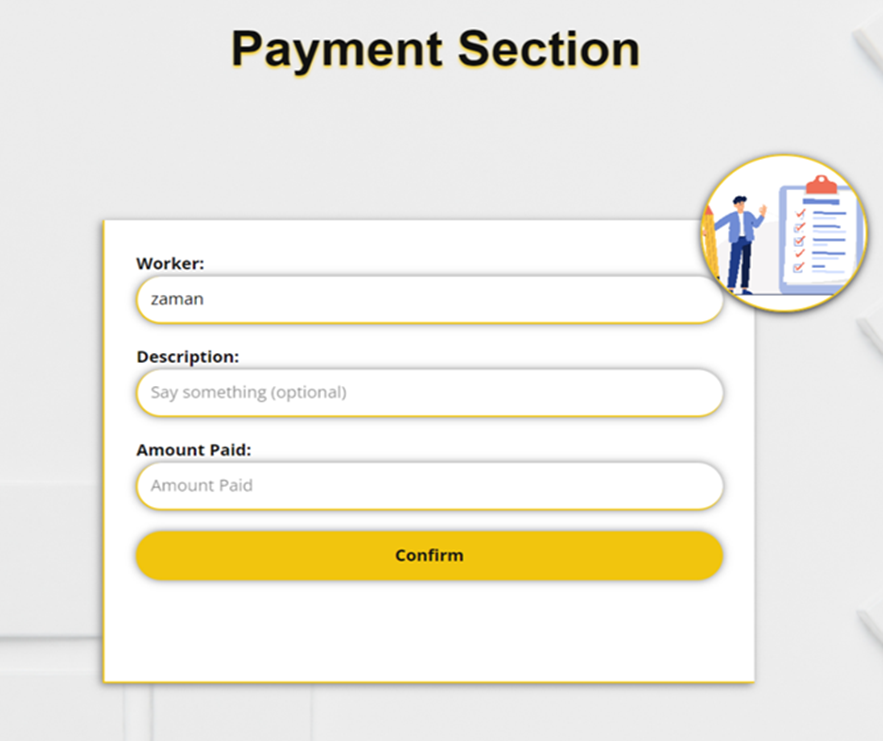 Payment Section
Worker:
zaman
Description:
Say something (optional)
Amount Paid:
Amount Paid
Confirm